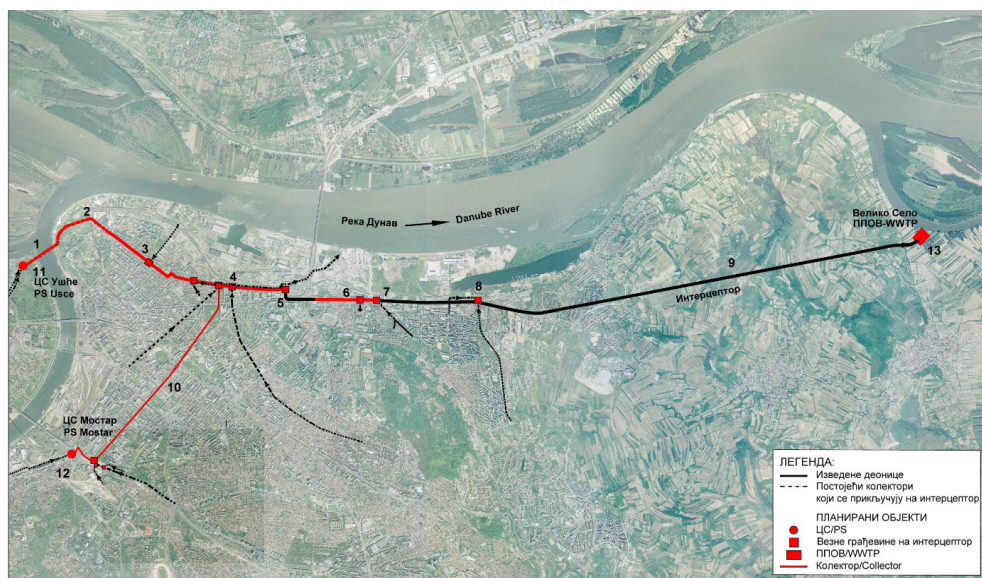 Река Дунав
Danube River
Велико Село
ППОВ-WWTP
2
1
3
11
ЦС Ушће
PS Usce
4
5
6
7
8
9
13
Интерцептор
10
ЦС Мостар
PS Mostar
12
ЛЕГЕНДА:
Изведене деонице
Постојећи колектори
који се прикључују на интерцептор
ПЛАНИРАНИ ОБЈЕКТИ
ЦС/PS
Везне грађевине на интерцептор
ППОВ/WWTP
Колектор/Collector